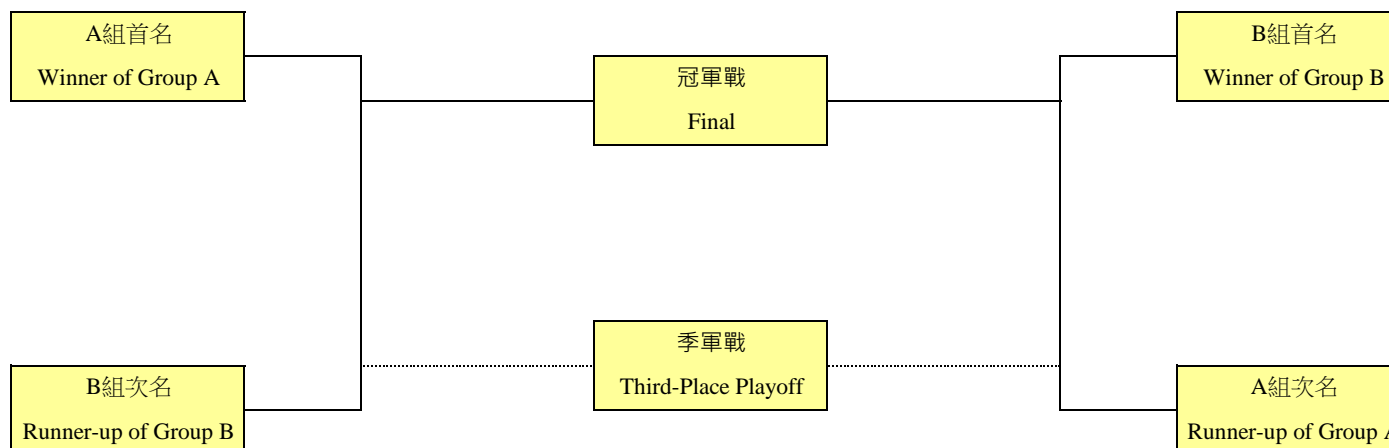 A組首名
Winner of Group A
B組首名
Winner of Group B
冠軍戰
Final
季軍戰
Third-Place Playoff
B組次名
Runner-up of Group B
A組次名
Runner-up of Group A